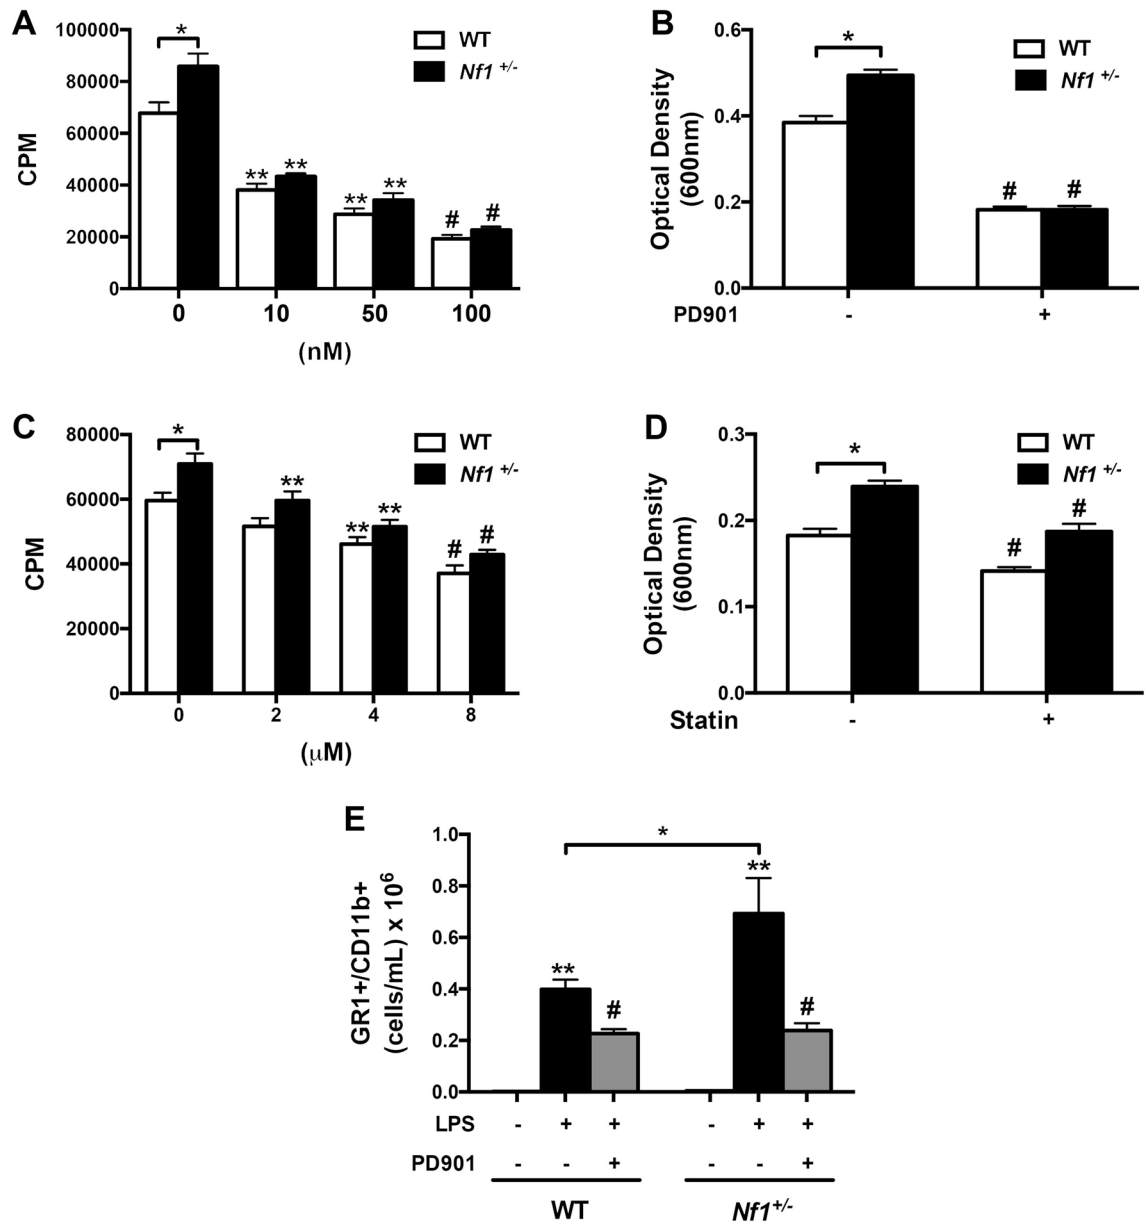 A
CPM
100000
80000
60000
40000
20000
0
*
** ** ** ** # #
WT
Nf1 +/-
0 10 50 100
(nM)
B
Optical Density
(600nm)
0.6
0.4
0.2
0.0
*
# #
WT
Nf1 +/-
PD901 - +
C
CPM
80000
60000
40000
20000
0
*
** ** ** # #
WT
Nf1 +/-
0 2 4 8
(μM)
D
Optical Density
(600nm)
0.3
0.2
0.1
0.0
*
# #
WT
Nf1 +/-
Statin - +
E
GR1+/CD11b+
(cells/mL) x 10⁶
1.0
0.8
0.6
0.4
0.2
0.0
*
** # ** #
LPS - + + - + +
PD901 - - + - - +
WT Nf1+/-